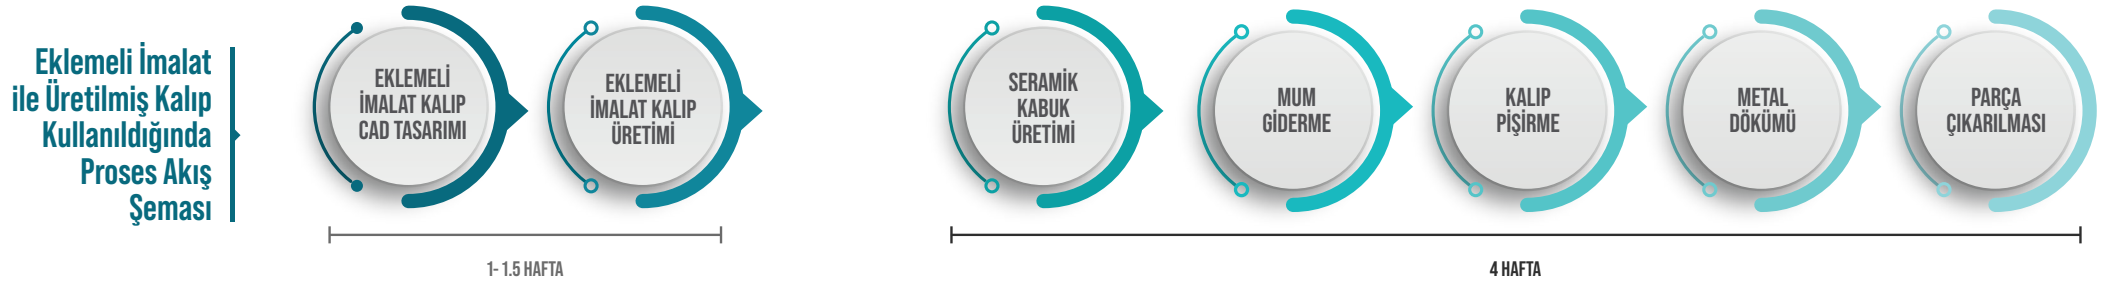 Eklemeli İmalat
ile Üretilmiş Kalıp
Kullanıldığında
Proses Akış
Şeması
EKLEMELİ
İMALAT KALIP
CAD TASARIMI
EKLEMELİ
İMALAT KALIP
ÜRETİMİ
SERAMİK
KABUK
ÜRETİMİ
MUM
GİDERME
KALIP
PİŞİRME
METAL
DÖKÜMÜ
PARÇA
ÇIKARILMASI
1- 1.5 HAFTA
4 HAFTA